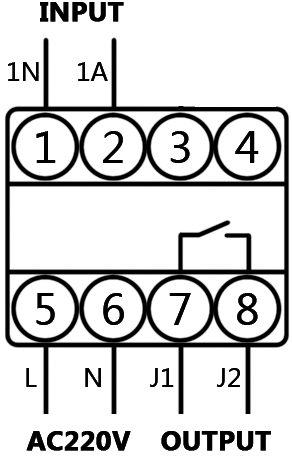 INPUT
1N 1A
1 2 3 4
5 6 7 8
L N J1 J2
AC220V OUTPUT